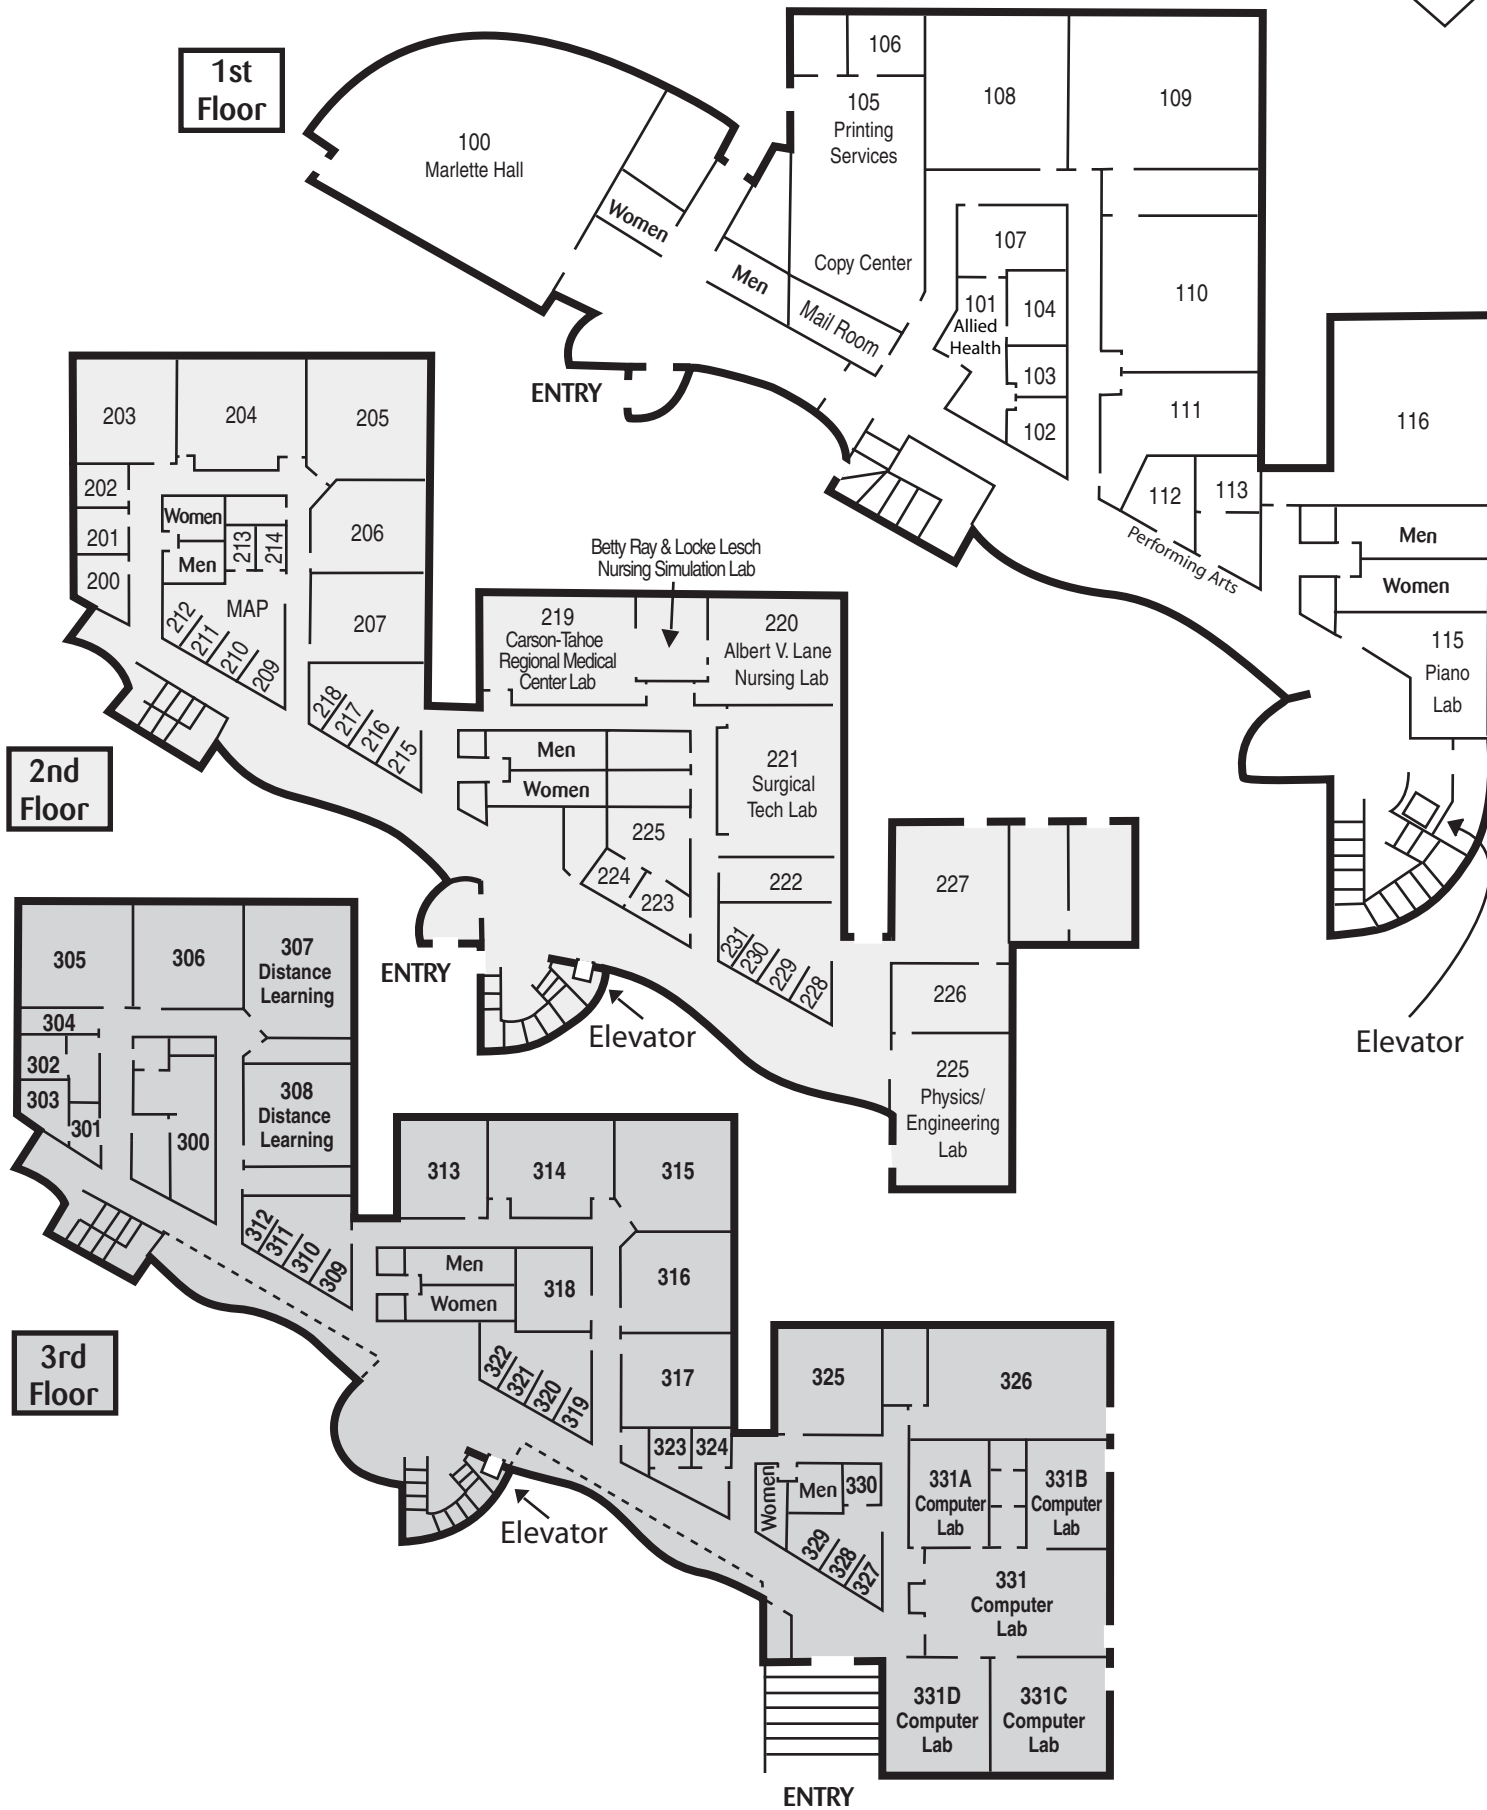 1st
Floor
100
Marlette Hall
Women
106
105
Printing
Services
Copy Center
Men
Mail Room
108
109
107
101
Allied
Health
104
103
102
110
111
112
113
Performing Arts
116
Men
Women
115
Piano
Lab
ENTRY
Elevator
2nd
Floor
203
204
205
202
201
200
Women
Men
213
214
MAP
212
211
210
209
206
207
218
217
216
215
Betty Ray & Locke Lesch
Nursing Simulation Lab
219
Carson-Tahoe
Regional Medical
Center Lab
220
Albert V. Lane
Nursing Lab
Men
Women
221
Surgical
Tech Lab
225
224
223
222
231
230
229
228
227
226
225
Physics/
Engineering
Lab
ENTRY
Elevator
3rd
Floor
305
306
307
Distance
Learning
304
302
303
301
300
308
Distance
Learning
312
311
310
309
313
314
315
Men
Women
318
316
317
322
321
320
319
323
324
325
326
Women
Men
330
329
328
327
331A
Computer
Lab
331B
Computer
Lab
331
Computer
Lab
331D
Computer
Lab
331C
Computer
Lab
Elevator
ENTRY